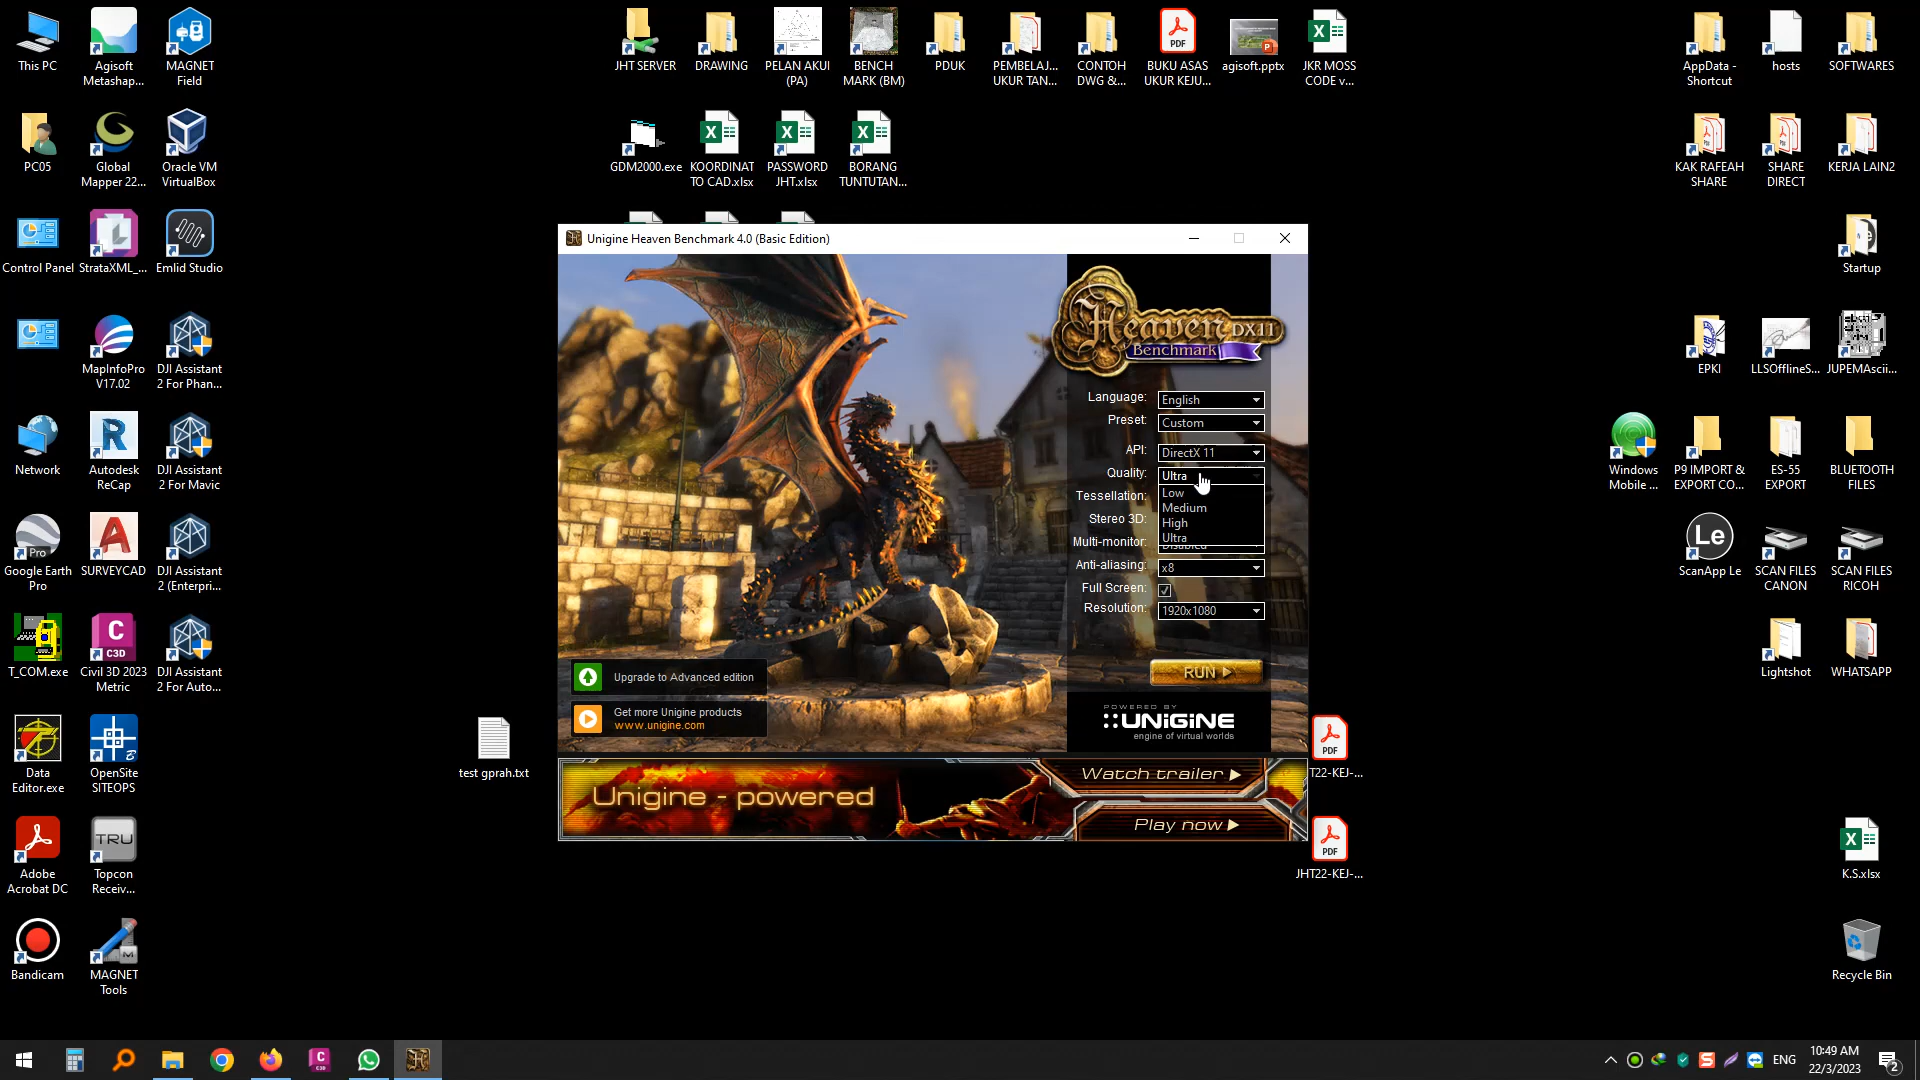 This PC
Agisoft
Metashap...
MAGNET
Field
JHT SERVER
DRAWING
PELAN AKUI
(PA)
BENCH
MARK (BM)
PDUK
PEMBELAJ...
UKUR TAN...
CONTOH
DWG &...
BUKU ASAS
UKUR KEJU...
agisoft.pptx
JKR MOSS
CODE v...
AppData -
Shortcut
hosts
SOFTWARES
PC05
Global
Mapper 22...
Oracle VM
VirtualBox
GDM2000.exe
KOORDINAT
TO CAD.xlsx
PASSWORD
JHT.xlsx
BORANG
TUNTUTAN...
KAK RAFEAH
SHARE
SHARE
DIRECT
KERJA LAIN2
Control Panel
StrataXML_...
Emlid Studio
Startup
MapInfoPro
V17.02
DJI Assistant
2 For Phan...
EPKI
LLSOfflineS...
JUPEMAscii...
Network
Autodesk
ReCap
DJI Assistant
2 For Mavic
Windows
Mobile ...
P9 IMPORT &
EXPORT CO...
ES-55
EXPORT
BLUETOOTH
FILES
Pro
Google Earth
Pro
SURVEYCAD
DJI Assistant
2 (Enterpri...
Le
ScanApp Le
SCAN FILES
CANON
SCAN FILES
RICOH
T_COM.exe
C
C3D
Civil 3D 2023
Metric
DJI Assistant
2 For Auto...
Lightshot
WHATSAPP
Data
Editor.exe
OpenSite
SITEOPS
test gprah.txt
PDF
T22-KEJ-...
Adobe
Acrobat DC
TRU
Topcon
Receiv...
PDF
JHT22-KEJ-...
K.S.xlsx
Bandicam
MAGNET
Tools
Recycle Bin
Unigine Heaven Benchmark 4.0 (Basic Edition)
Heaven DX11
Benchmark
Language: English
Preset: Custom
API: DirectX 11
Quality: Ultra
Low
Medium
High
Ultra
Tessellation:
Stereo 3D:
Multi-monitor: Disabled
Anti-aliasing: x8
Full Screen:
Resolution: 1920x1080
RUN
Upgrade to Advanced edition
Get more Unigine products
www.unigine.com
POWERED BY
UNIGINE
engine of virtual worlds
Unigine - powered
Watch trailer
Play now
ENG
10:49 AM
22/3/2023
2